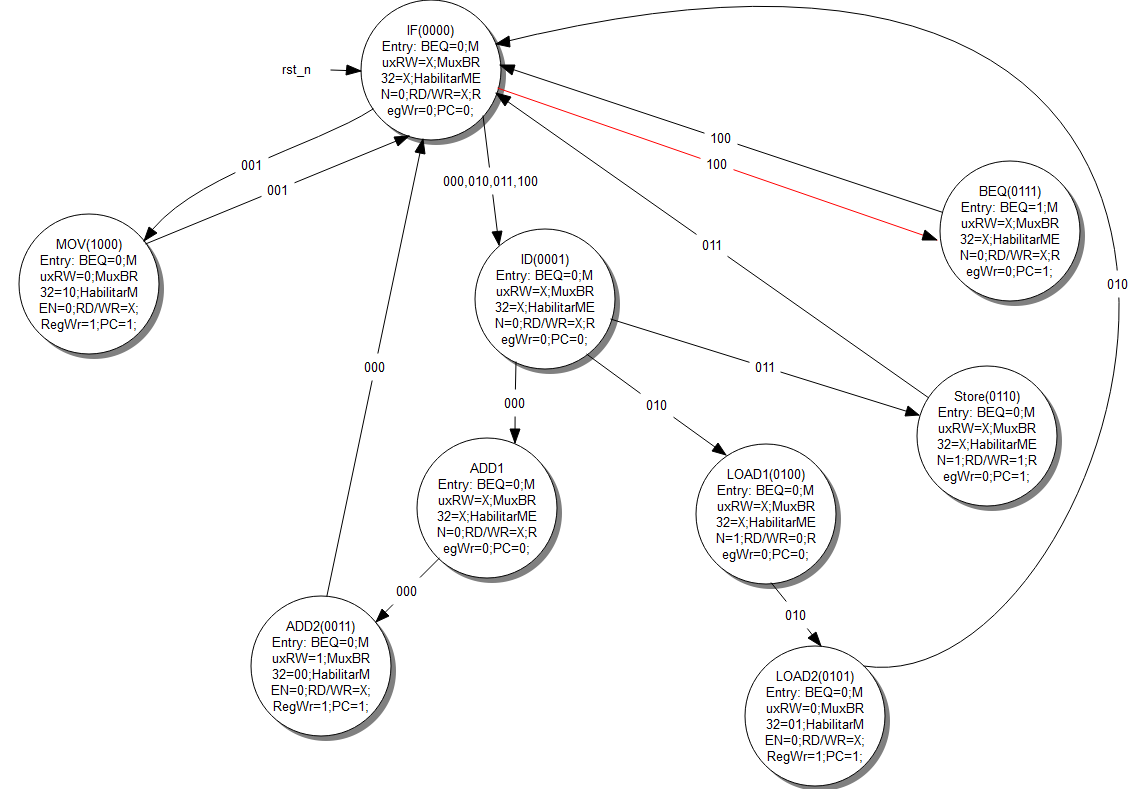 IF(0000)
Entry: BEQ=0;M
uxRW=X;MuxBR
32=X;HabilitarME
N=0;RD/WR=X;R
egWr=0;PC=0;
rst_n
100
100
001
001
000,010,011,100
BEQ(0111)
Entry: BEQ=1;M
uxRW=X;MuxBR
32=X;HabilitarME
N=0;RD/WR=X;R
egWr=0;PC=1;
MOV(1000)
Entry: BEQ=0;M
uxRW=0;MuxBR
32=10;HabilitarM
EN=0;RD/WR=X;
RegWr=1;PC=1;
ID(0001)
Entry: BEQ=0;M
uxRW=X;MuxBR
32=X;HabilitarME
N=0;RD/WR=X;R
egWr=0;PC=0;
011
010
000
011
000
010
Store(0110)
Entry: BEQ=0;M
uxRW=X;MuxBR
32=X;HabilitarME
N=1;RD/WR=1;R
egWr=0;PC=1;
ADD1
Entry: BEQ=0;M
uxRW=X;MuxBR
32=X;HabilitarME
N=0;RD/WR=X;R
egWr=0;PC=0;
LOAD1(0100)
Entry: BEQ=0;M
uxRW=X;MuxBR
32=X;HabilitarME
N=1;RD/WR=0;R
egWr=0;PC=0;
000
010
ADD2(0011)
Entry: BEQ=0;M
uxRW=1;MuxBR
32=00;HabilitarM
EN=0;RD/WR=X;
RegWr=1;PC=1;
LOAD2(0101)
Entry: BEQ=0;M
uxRW=0;MuxBR
32=01;HabilitarM
EN=0;RD/WR=X;
RegWr=1;PC=1;